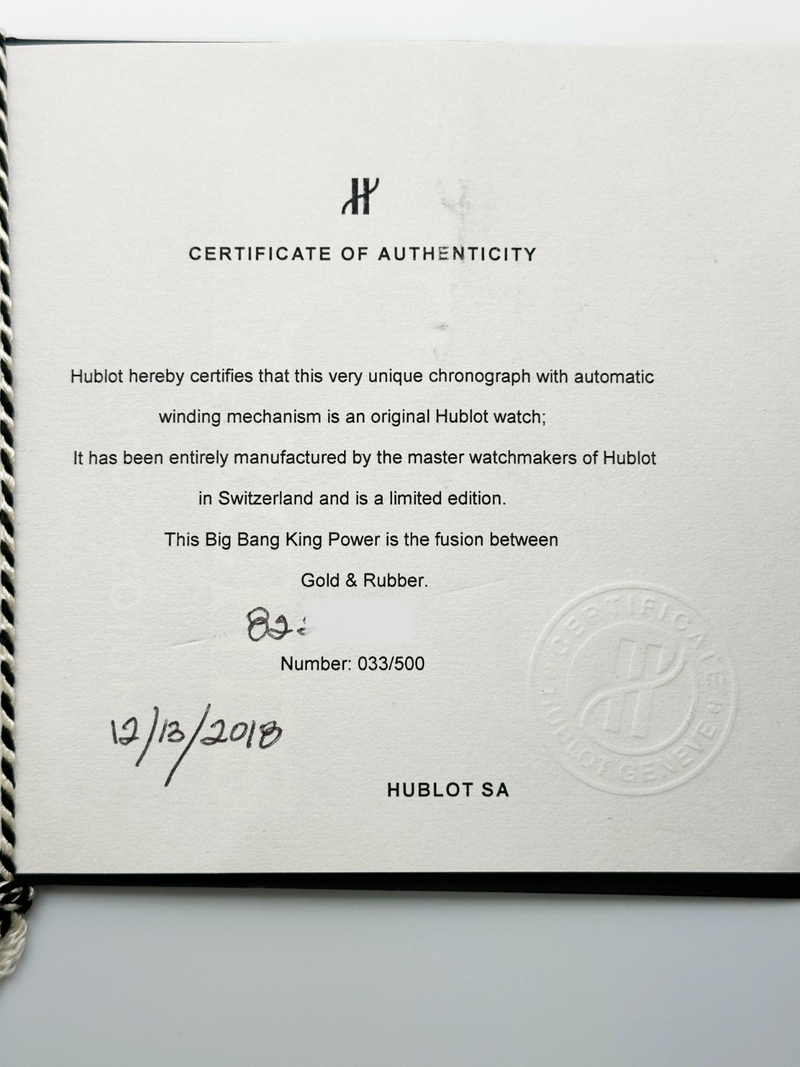 CERTIFICATE OF AUTHENTICITY
Hublot hereby certifies that this very unique chronograph with automatic
winding mechanism is an original Hublot watch;
It has been entirely manufactured by the master watchmakers of Hublot
in Switzerland and is a limited edition.
This Big Bang King Power is the fusion between
Gold & Rubber.
82
Number: 033/500
12/13/2018
HUBLOT SA
CERTIFICATE
HUBLOT GENEVE